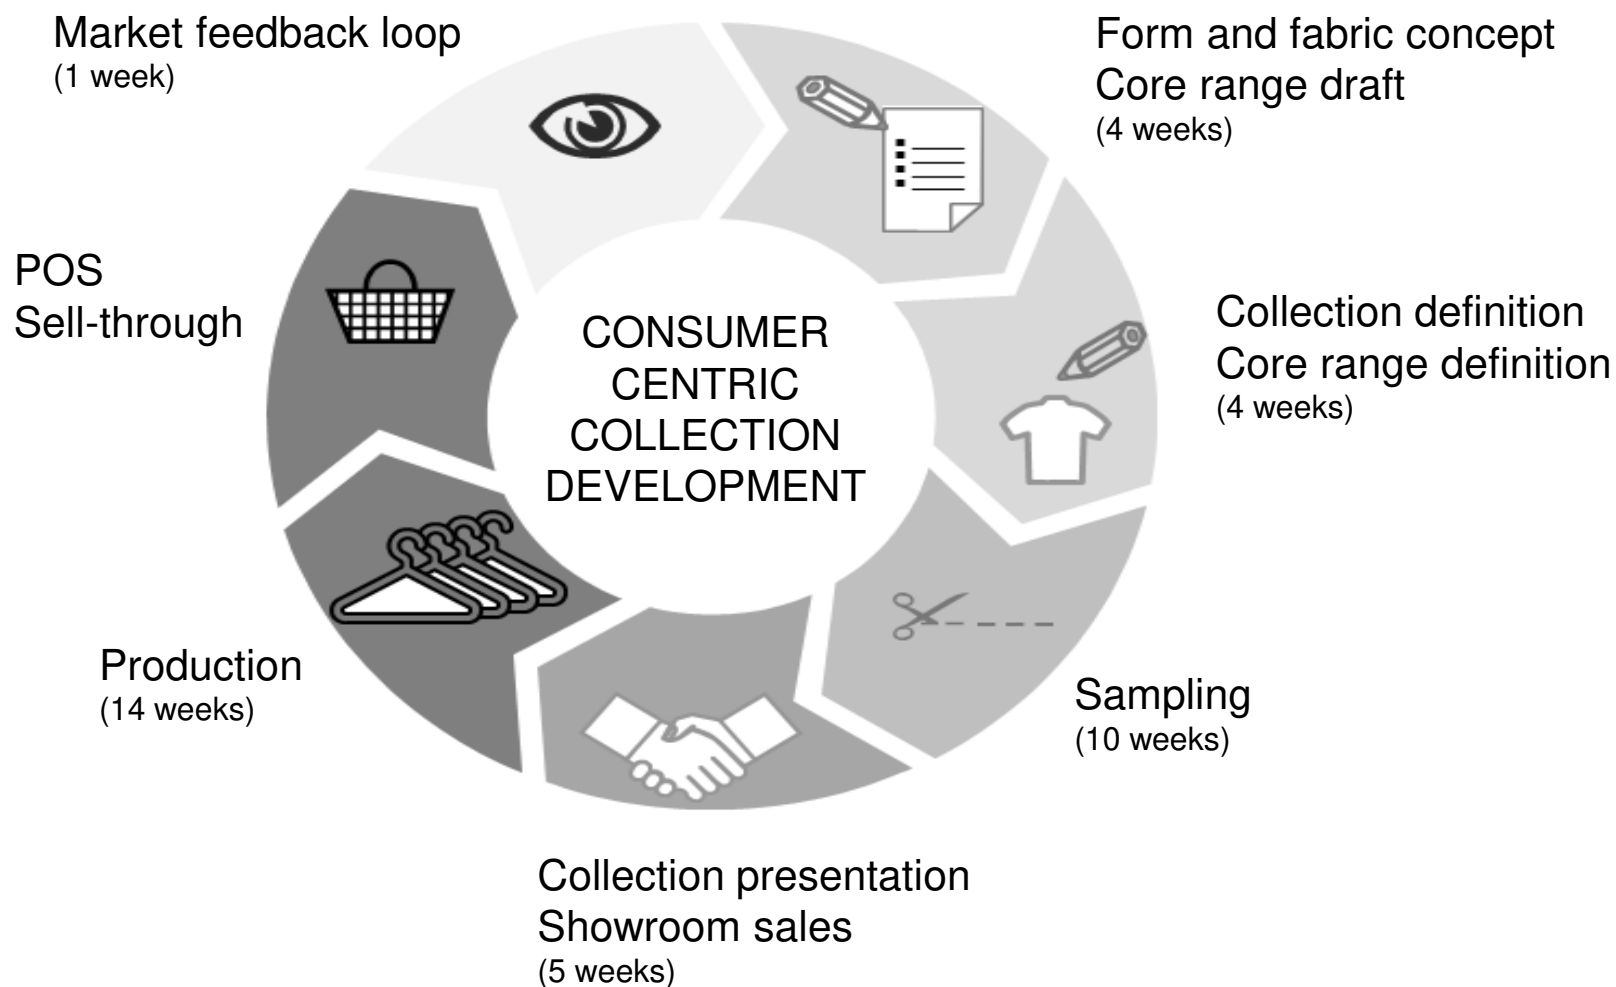 Market feedback loop
(1 week)
Form and fabric concept
Core range draft
(4 weeks)
Collection definition
Core range definition
(4 weeks)
Sampling
(10 weeks)
Collection presentation
Showroom sales
(5 weeks)
Production
(14 weeks)
POS
Sell-through
CONSUMER
CENTRIC
COLLECTION
DEVELOPMENT